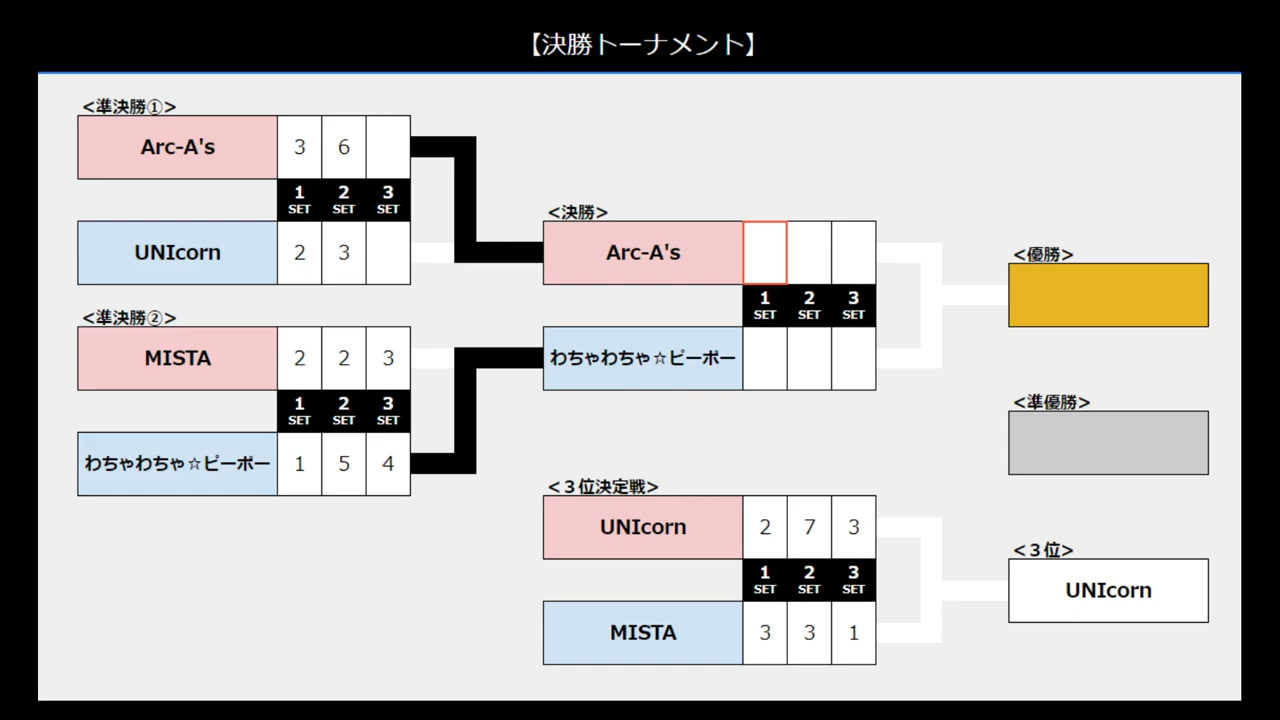 【決勝トーナメント】
<準決勝①>
Arc-A's 3 6
1 2 3
SET SET SET
UNIcorn 2 3
<準決勝②>
MISTA 2 2 3
1 2 3
SET SET SET
わちゃわちゃ☆ピーポー 1 5 4
<決勝>
Arc-A's
1 2 3
SET SET SET
わちゃわちゃ☆ピーポー
<３位決定戦>
UNIcorn 2 7 3
1 2 3
SET SET SET
MISTA 3 3 1
<優勝>
<準優勝>
<３位>
UNIcorn